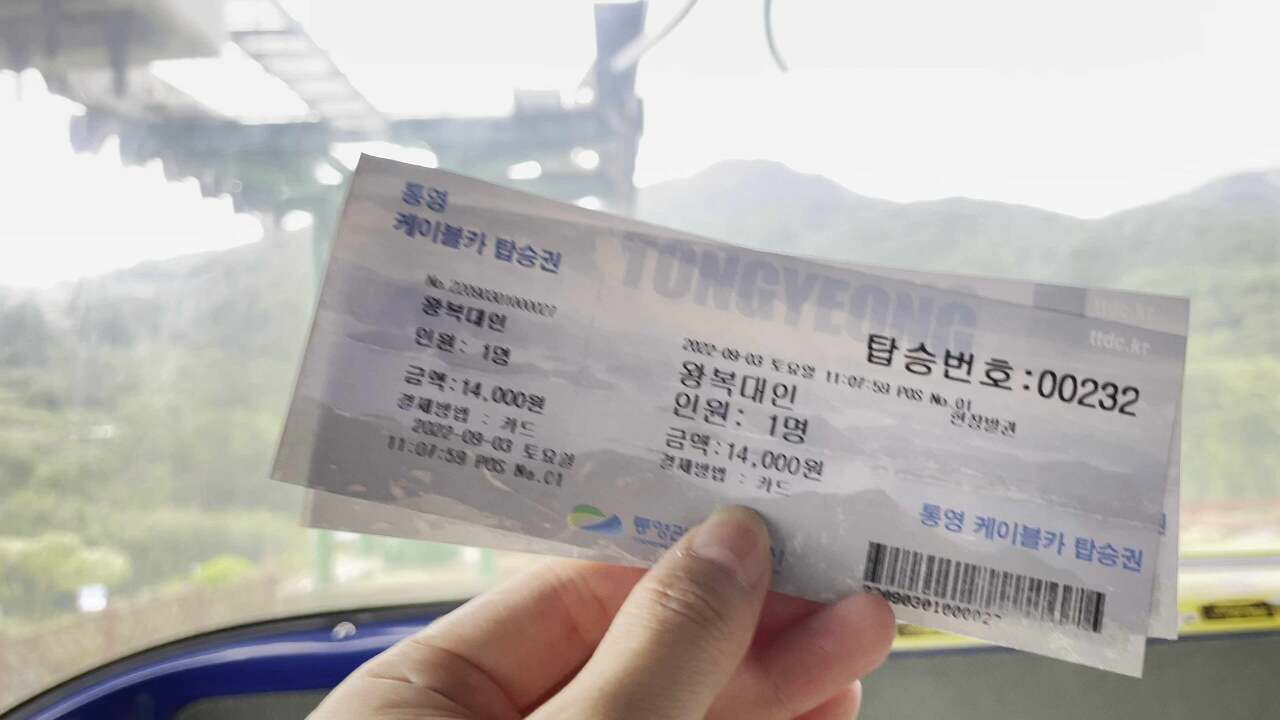 통영
케이블카 탑승권
No.22090301000027
왕복대인
인원: 1명
금액:14,000원
결제방법 : 카드
2022-09-03 토요일
11:07:59 POS No.01
TONGYEONG
ttdc.kr
탑승번호:00232
2022-09-03 토요일 11:07:59 POS No.01
현장발권
왕복대인
인원: 1명
금액:14,000원
결제방법 : 카드
통영 케이블카 탑승권
22090301000027